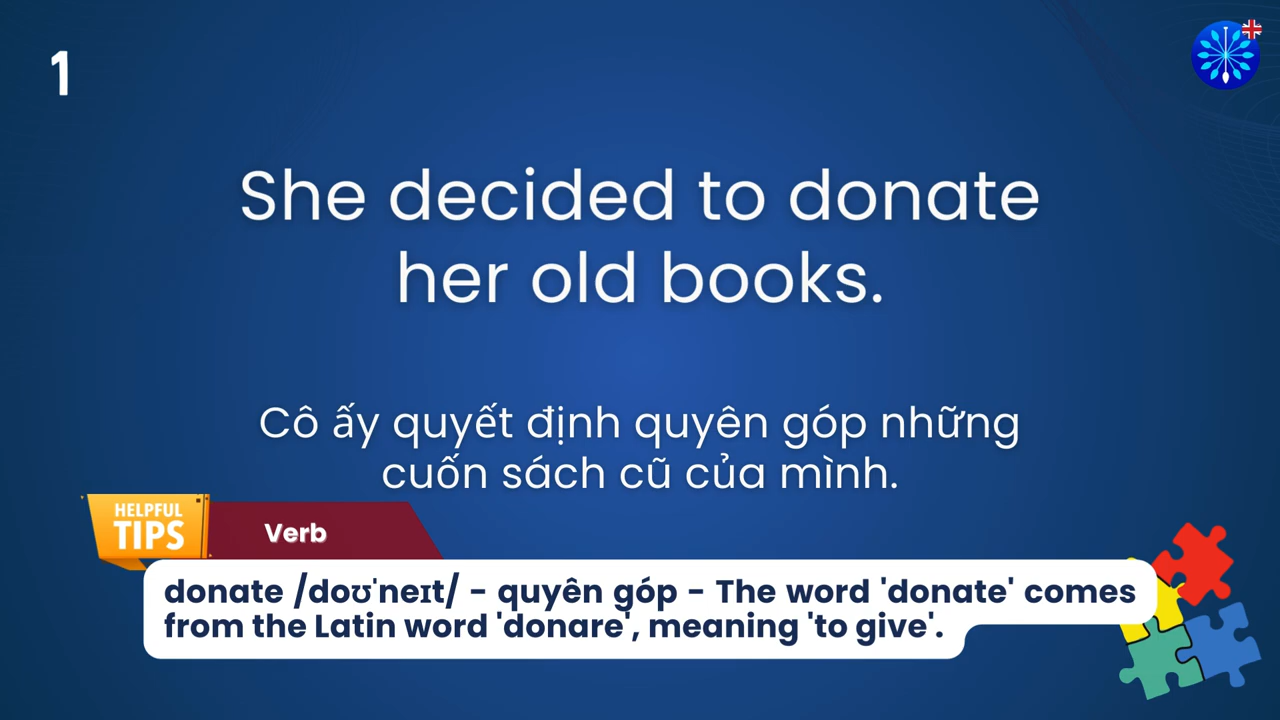 1
She decided to donate
her old books.
Cô ấy quyết định quyên góp những
cuốn sách cũ của mình.
HELPFUL
TIPS
Verb
donate /doʊˈneɪt/ - quyên góp - The word 'donate' comes
from the Latin word 'donare', meaning 'to give'.